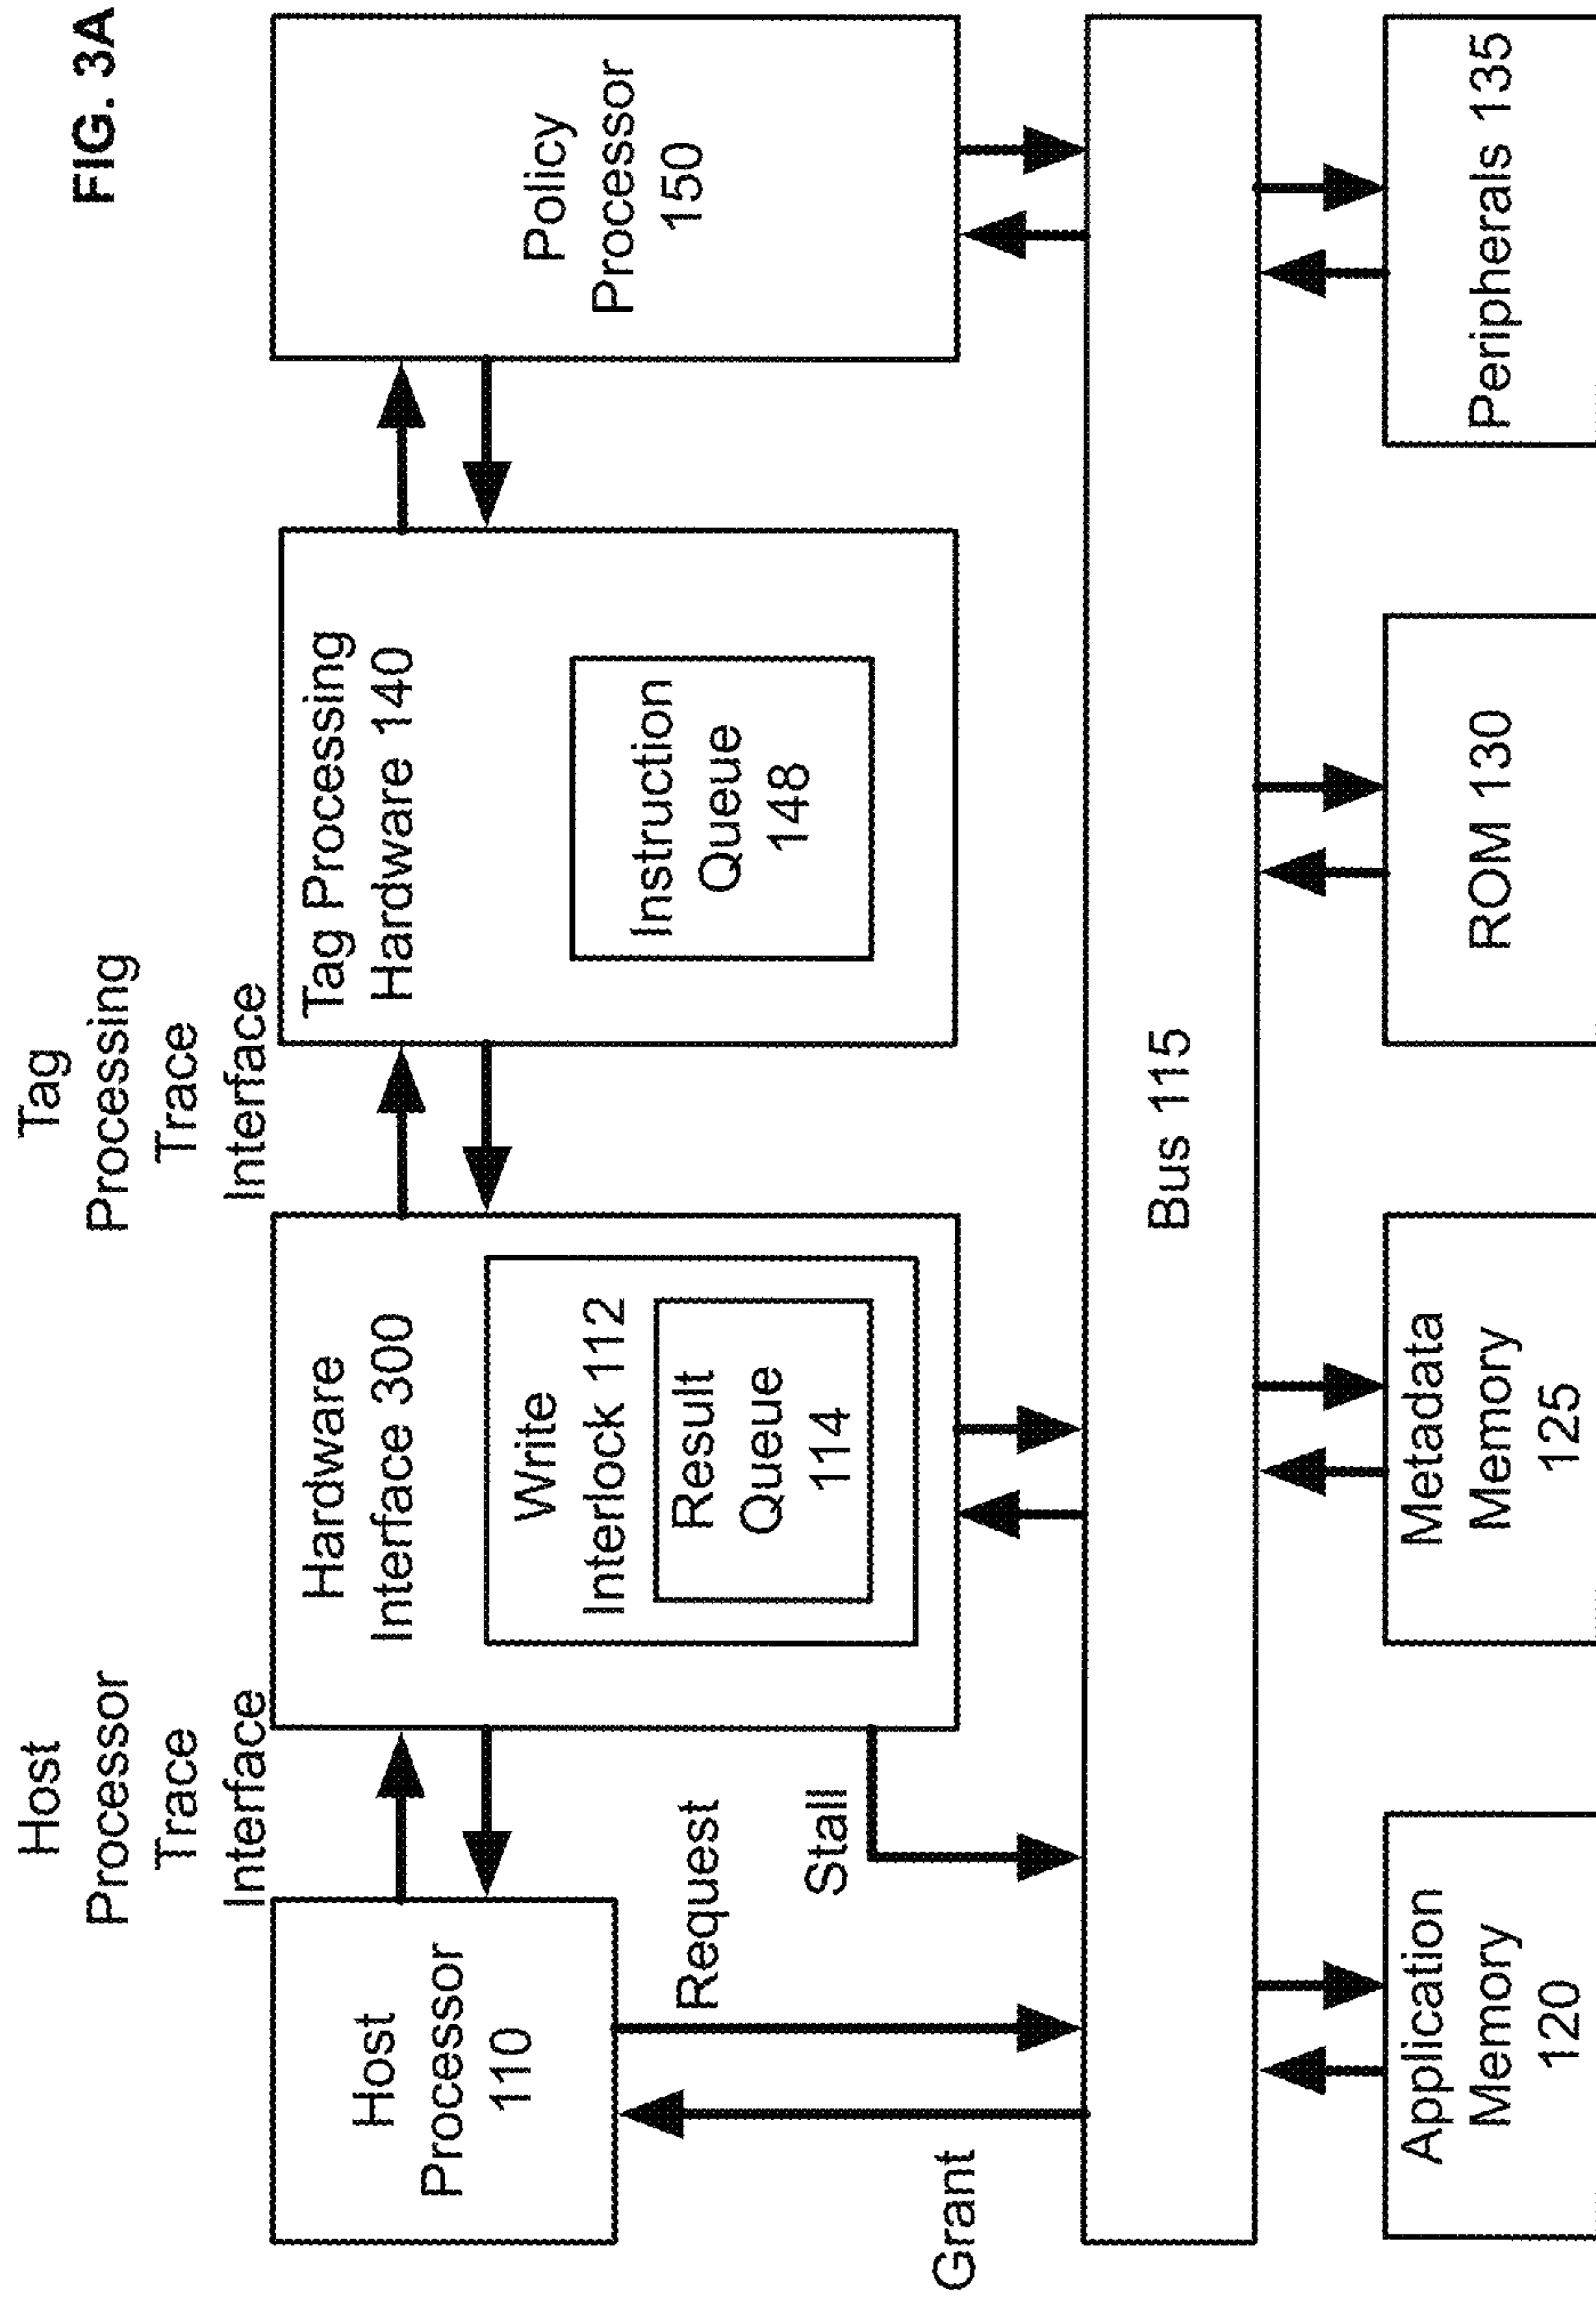 FIG. 3A
Host
Processor
Trace
Interface
Tag
Processing
Trace
Interface
Host
Processor
110
Hardware
Interface 300
Write
Interlock 112
Result
Queue
114
Tag Processing
Hardware 140
Instruction
Queue
148
Policy
Processor
150
Request
Stall
Grant
Bus 115
Application
Memory
120
Metadata
Memory
125
ROM 130
Peripherals 135